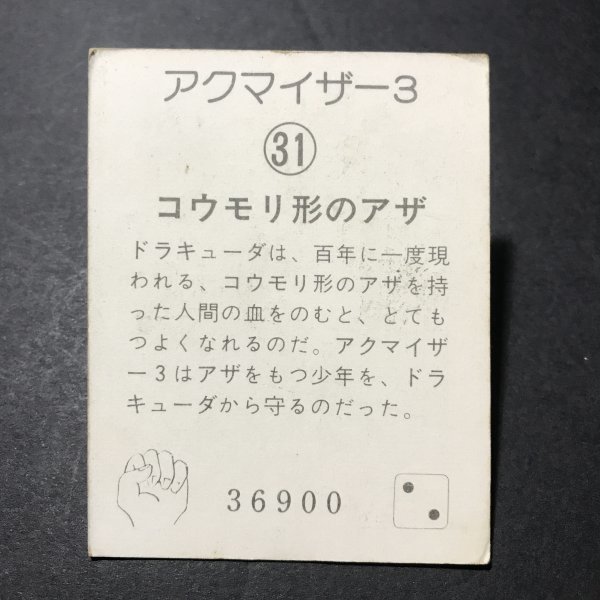 アクマイザー3
31
コウモリ形のアザ
ドラキューダは、百年に一度現
われる、コウモリ形のアザを持
った人間の血をのむと、とても
つよくなれるのだ。アクマイザ
ー3はアザをもつ少年を、ドラ
キューダから守るのだった。
36900